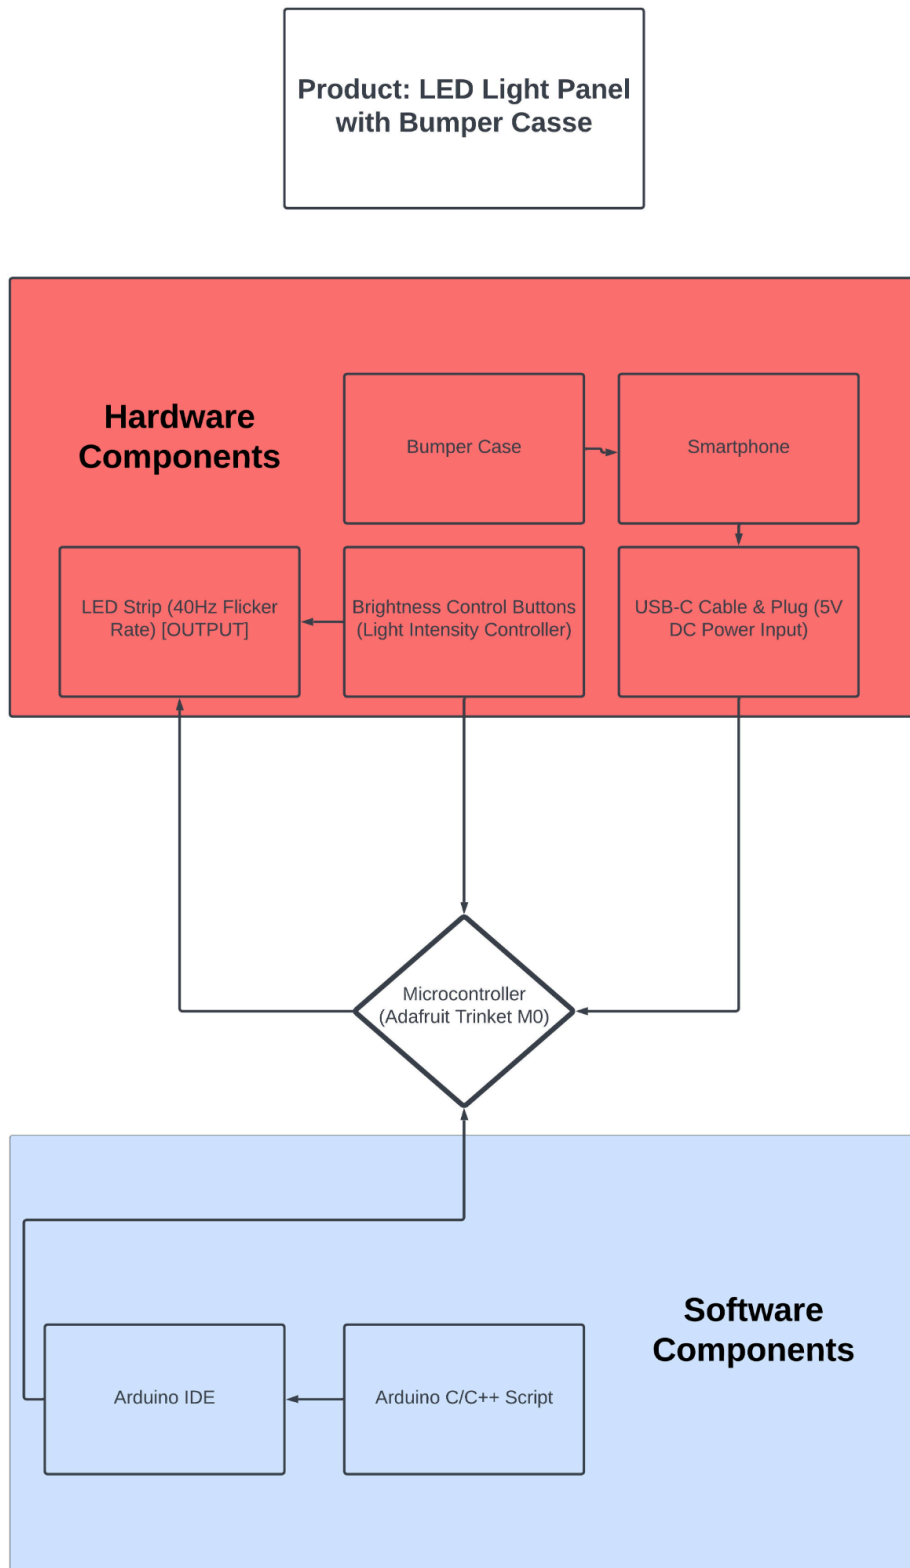 Product: LED Light Panel
with Bumper Casse
Hardware
Components
Bumper Case
Smartphone
LED Strip (40Hz Flicker
Rate) [OUTPUT]
Brightness Control Buttons
(Light Intensity Controller)
USB-C Cable & Plug (5V
DC Power Input)
Microcontroller
(Adafruit Trinket M0)
Software
Components
Arduino IDE
Arduino C/C++ Script